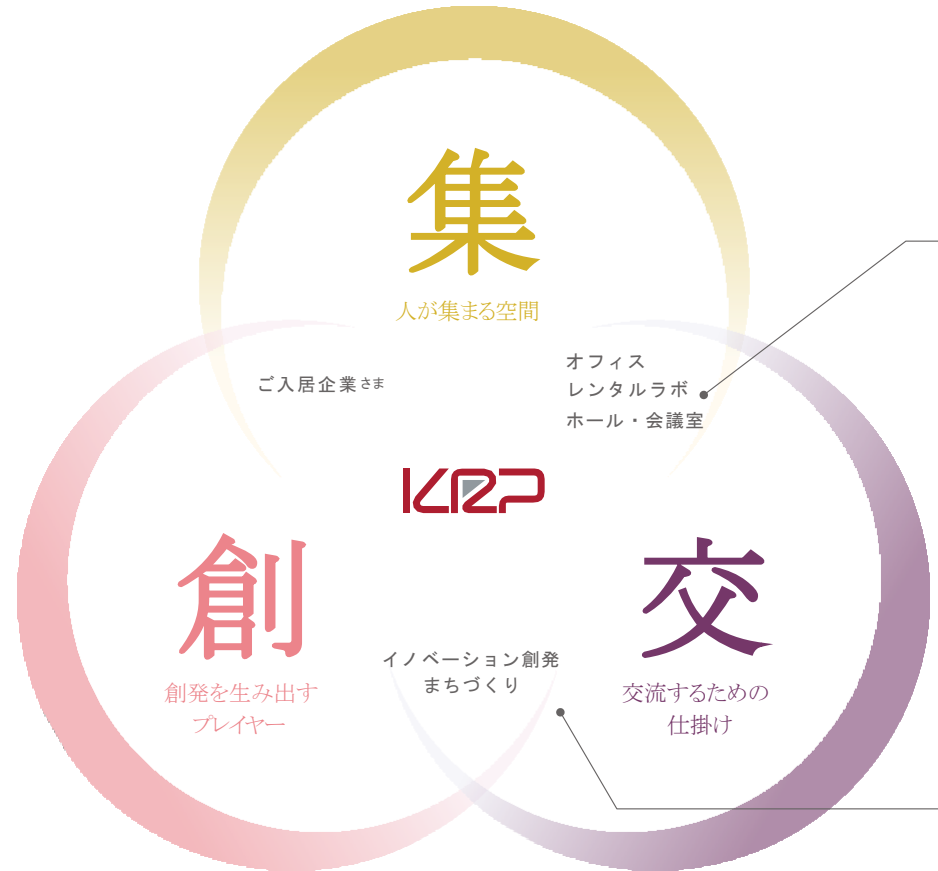 集
人が集まる空間
ご入居企業さま
オフィス
レンタルラボ
ホール・会議室
KRP
創
創発を生み出す
プレイヤー
イノベーション創発
まちづくり
交
交流するための
仕掛け